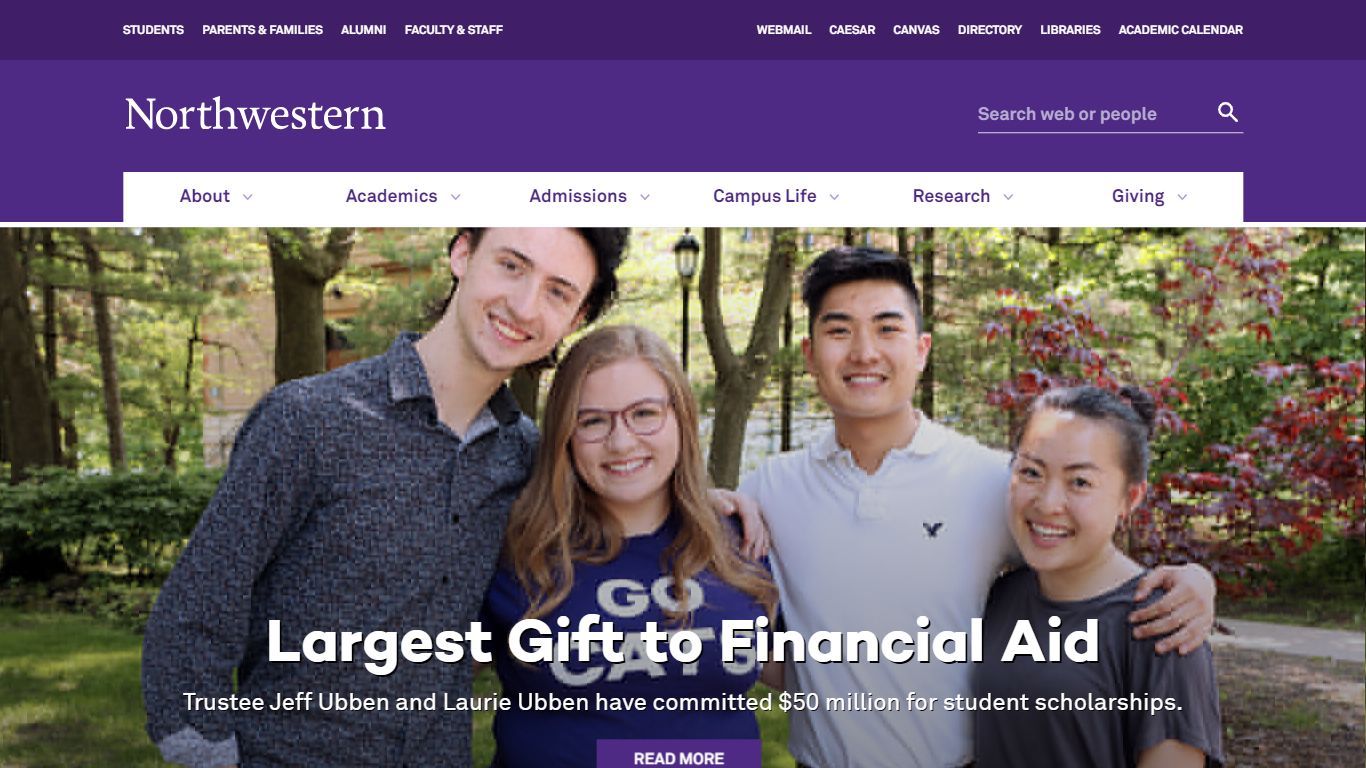 STUDENTS PARENTS & FAMILIES ALUMNI FACULTY & STAFF WEBMAIL CAESAR CANVAS DIRECTORY LIBRARIES ACADEMIC CALENDAR
Northwestern
Search web or people
About Academics Admissions Campus Life Research Giving
GO
CATS
Largest Gift to Financial Aid
Trustee Jeff Ubben and Laurie Ubben have committed $50 million for student scholarships.
READ MORE